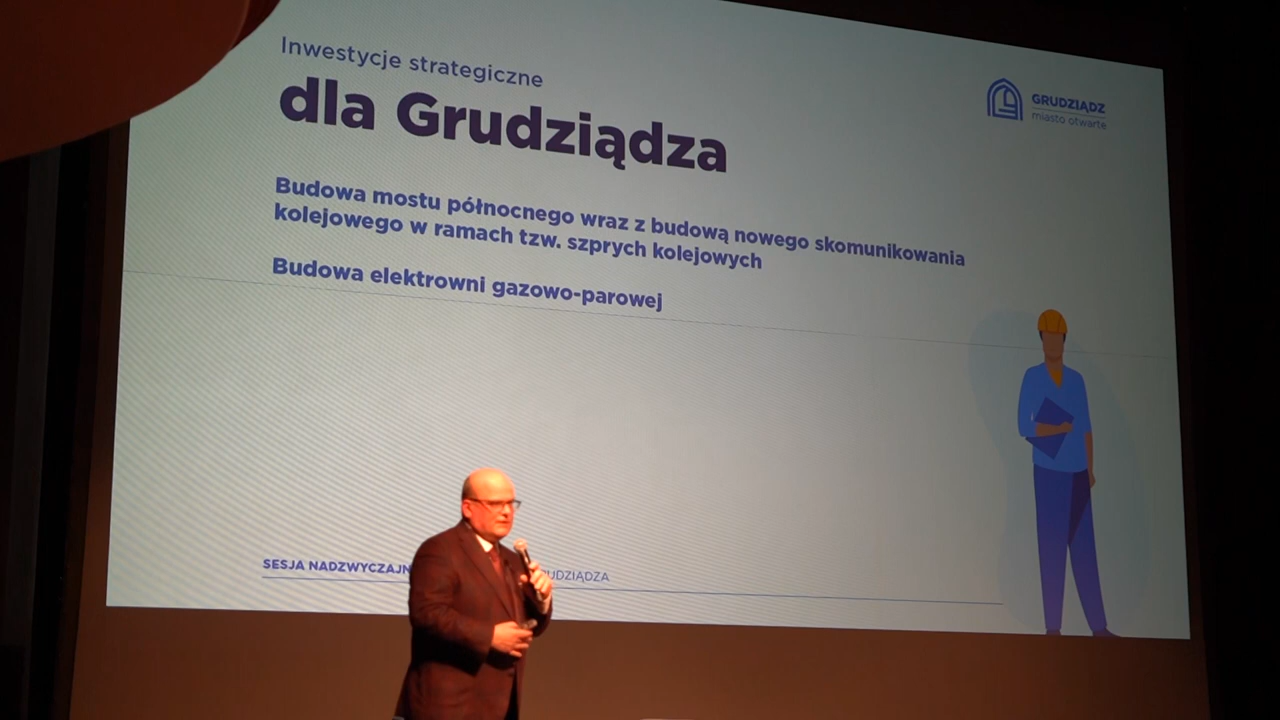 Inwestycje strategiczne
dla Grudziądza
GRUDZIĄDZ
miasto otwarte
Budowa mostu północnego wraz z budową nowego skomunikowania
kolejowego w ramach tzw. szprych kolejowych
Budowa elektrowni gazowo-parowej
SESJA NADZWYCZAJN UDZIĄDZA